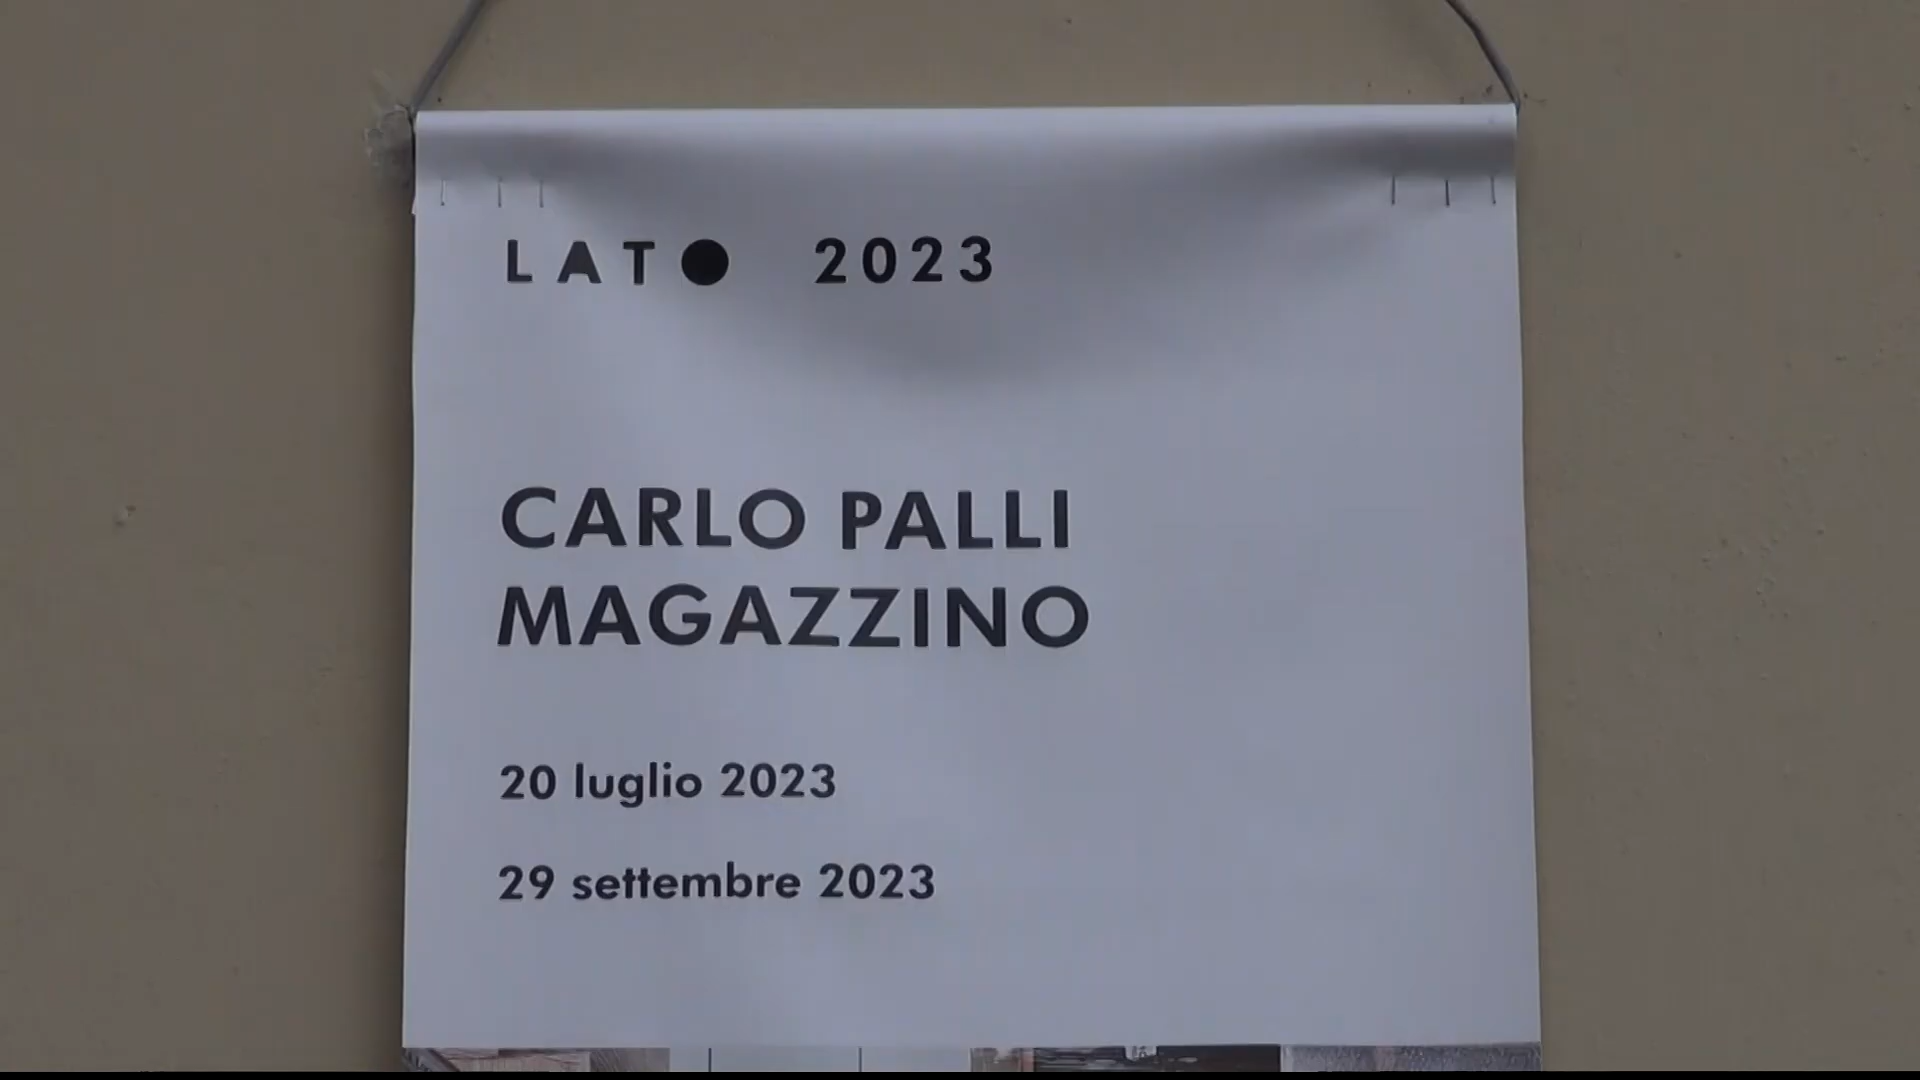 LATO 2023
CARLO PALLI
MAGAZZINO
20 luglio 2023
29 settembre 2023